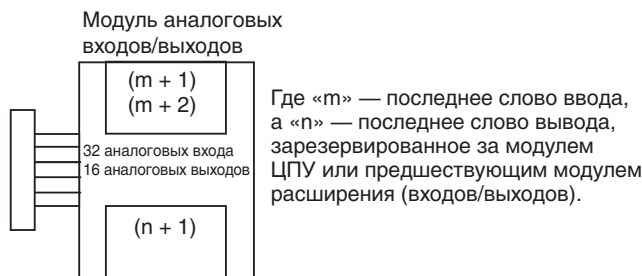 Модуль аналоговых
входов/выходов
(m + 1)
(m + 2)
32 аналоговых входа
16 аналоговых выходов
(n + 1)
Где «m» — последнее слово ввода,
а «n» — последнее слово вывода,
зарезервированное за модулем
ЦПУ или предшествующим модулем
расширения (входов/выходов).